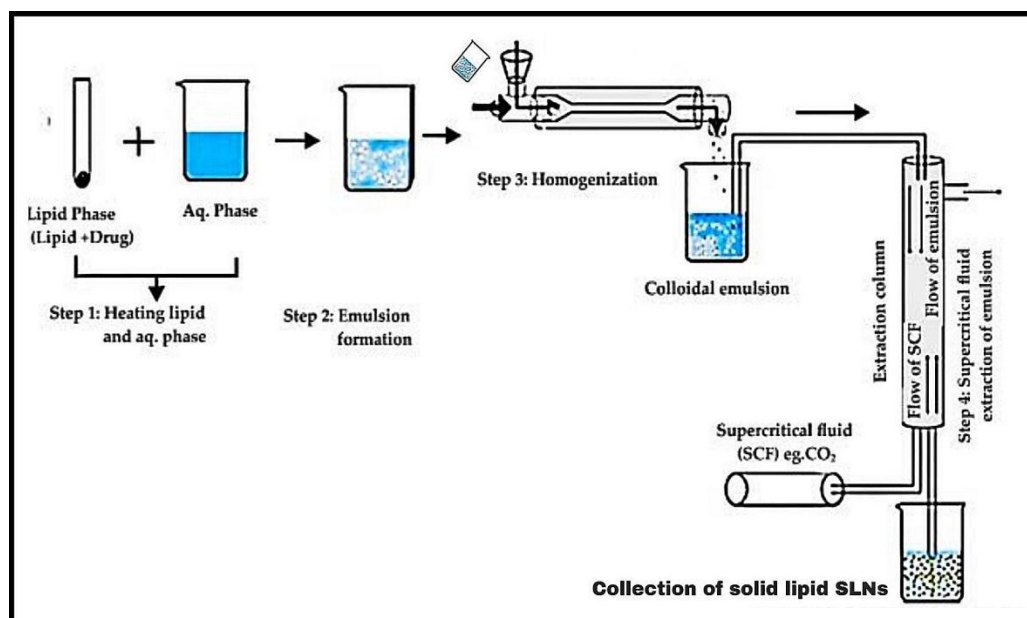 Lipid Phase
(Lipid +Drug)
Aq. Phase
Step 1: Heating lipid
and aq. phase
Step 2: Emulsion
formation
Step 3: Homogenization
Colloidal emulsion
Extraction column
Flow of SCF
Flow of emulsion
Step 4: Supercritical fluid
extraction of emulsion
Supercritical fluid
(SCF) eg.CO₂
Collection of solid lipid SLNs